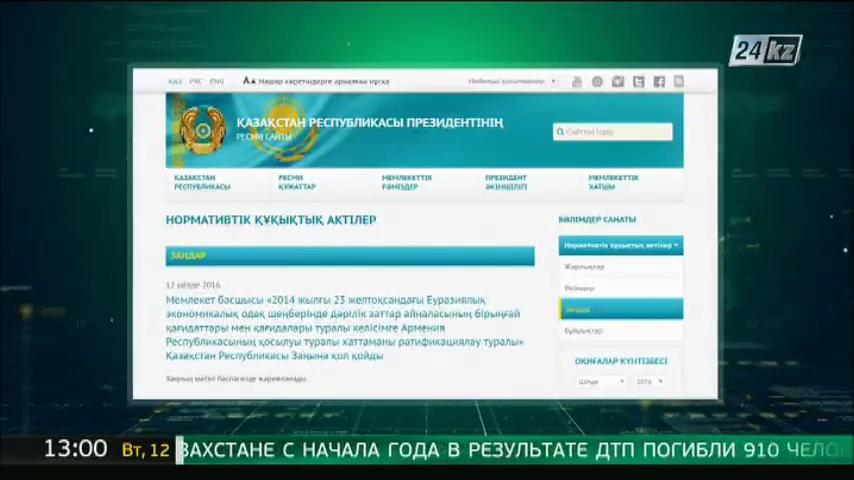 24kz
ҚАЗ РУС ENG
Нашар көретіндерге арналған нұсқа
ҚАЗАҚСТАН РЕСПУБЛИКАСЫ ПРЕЗИДЕНТІНІҢ
РЕСМИ САЙТЫ
Сайттан іздеу
ҚАЗАҚСТАН
РЕСПУБЛИКАСЫ
РЕСМИ
ҚҰЖАТТАР
МЕМЛЕКЕТТІК
РӘМІЗДЕР
ПРЕЗИДЕНТ
ӘКІМШІЛІГІ
МЕМЛЕКЕТТІК
ХАТШЫ
НОРМАТИВТІК ҚҰҚЫҚТЫҚ АКТІЛЕР
ЗАҢДАР
12 шілде 2016
Мемлекет басшысы «2014 жылғы 23 желтоқсандағы Еуразиялық
экономикалық одақ шеңберінде дәрілік заттар айналасының бірыңғай
қағидаттары мен қағидалары туралы келісімге Армения
Республикасының қосылуы туралы хаттаманы ратификациялау туралы»
Қазақстан Республикасы Заңына қол қойды
Заңның мәтіні баспасөзде жарияланады.
БӨЛІМДЕР САНАТЫ
Нормативтік құқықтық актілер
Жарлықтар
Өкімдер
Заңдар
Бұйрықтар
ОҚИҒАЛАР КҮНТІЗБЕСІ
Шілде 2016
13:00 Вт, 12 ЗАХСТАНЕ С НАЧАЛА ГОДА В РЕЗУЛЬТАТЕ ДТП ПОГИБЛИ 910 ЧЕЛО